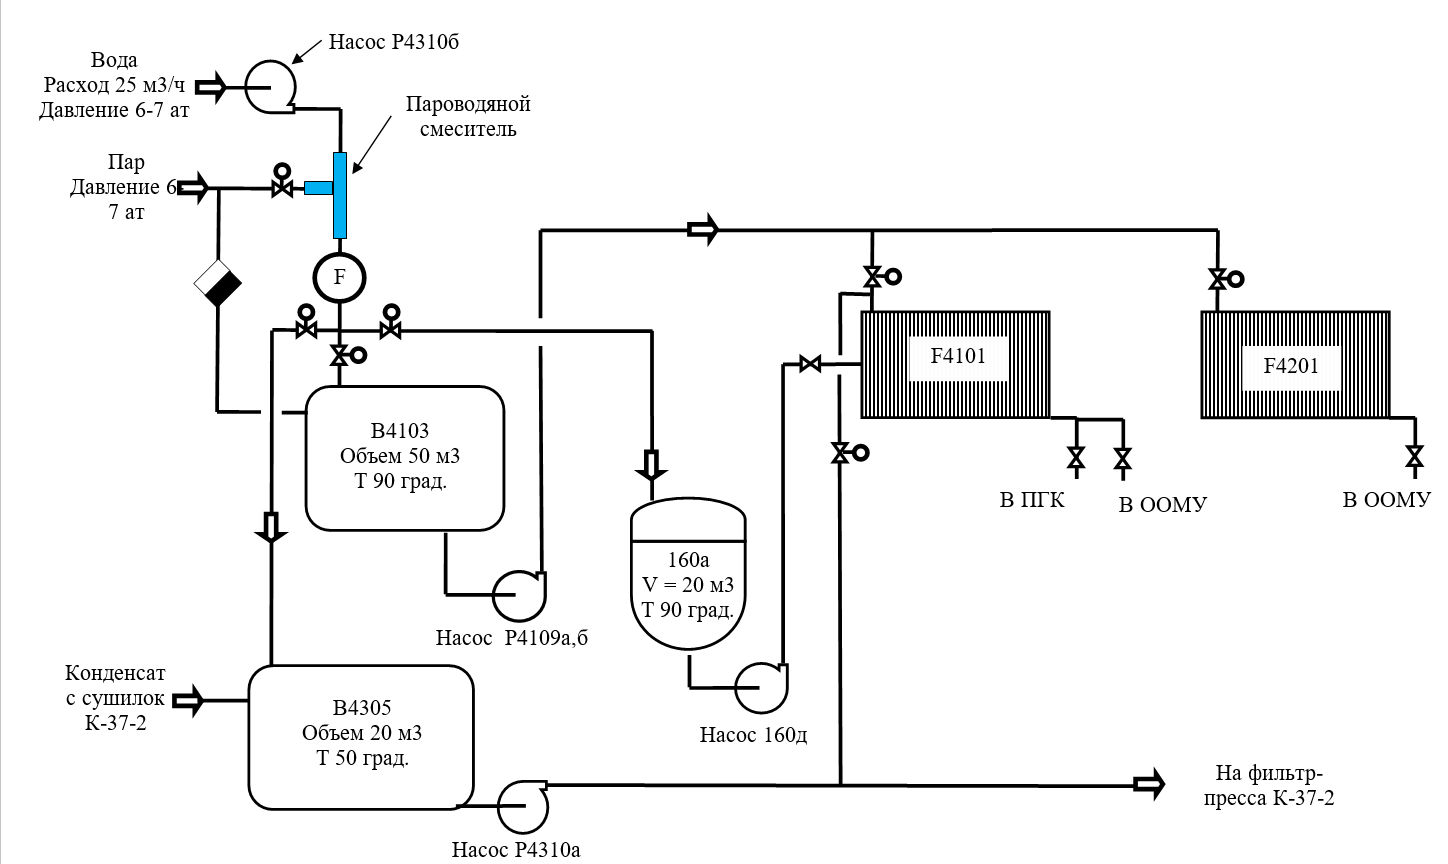 Насос Р4310б
Вода
Расход 25 м3/ч
Давление 6-7 ат
Пароводяной
смеситель
Пар
Давление 6
7 ат
F
F4101
F4201
В4103
Объем 50 м3
Т 90 град.
В ПГК
В ООМУ
В ООМУ
160а
V = 20 м3
Т 90 град.
Насос Р4109а,б
Конденсат
с сушилок
К-37-2
В4305
Объем 20 м3
Т 50 град.
Насос 160д
На фильтр-
пресса К-37-2
Насос Р4310а